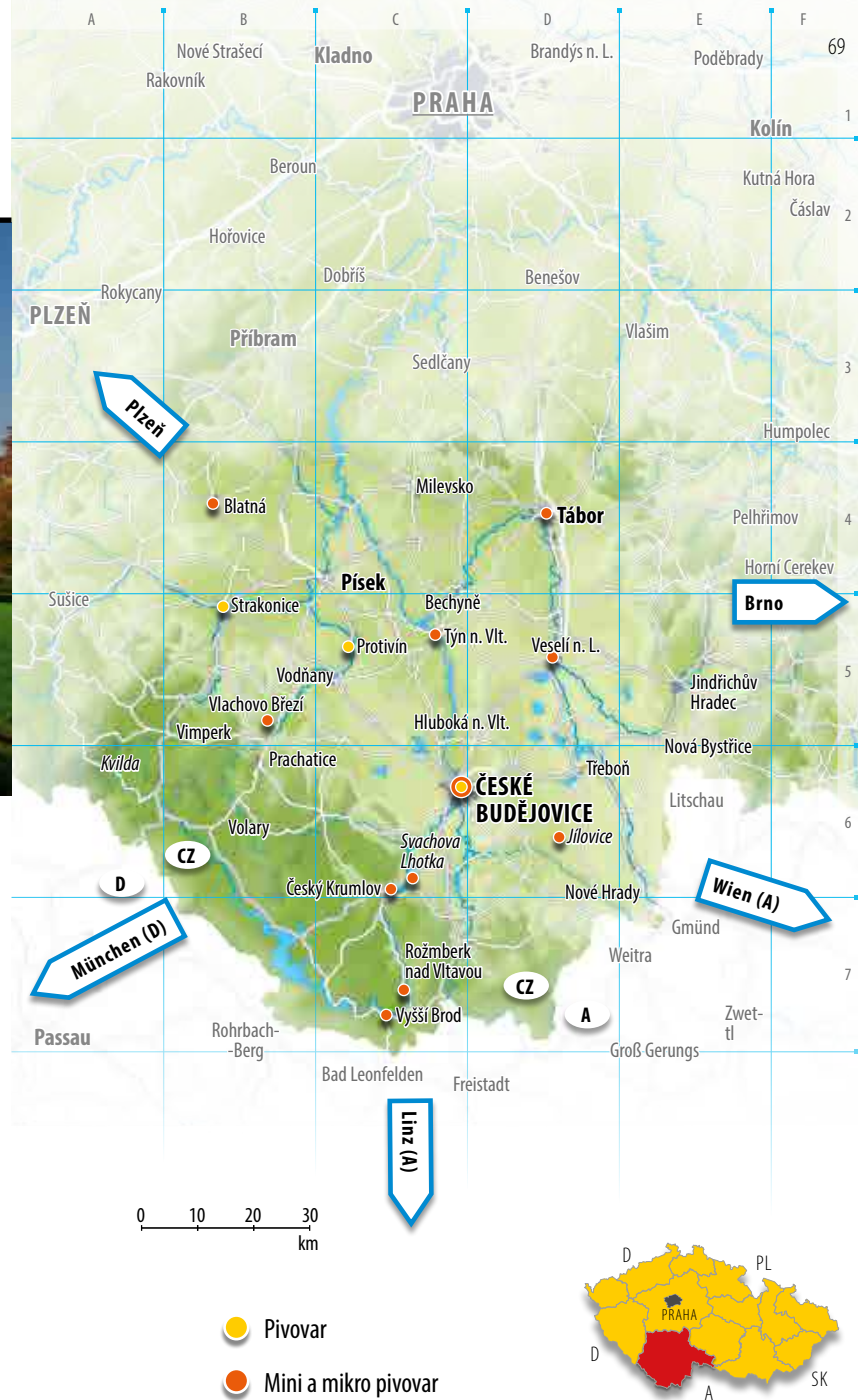 A B C D E F
69
Nové Strašecí
Kladno
Brandýs n. L.
Poděbrady
Rakovník
PRAHA
1
Kolín
Beroun
Kutná Hora
Čáslav
2
Hořovice
Dobříš
Benešov
Rokycany
PLZEŇ
Příbram
Vlašim
Sedlčany
3
Plzeň
Humpolec
Blatná
Milevsko
Tábor
Pelhřimov
4
Horní Cerekev
Písek
Sušice
Strakonice
Bechyně
Brno
Protivín
Týn n. Vlt.
Veselí n. L.
Vodňany
5
Jindřichův
Hradec
Vlachovo Březí
Vimperk
Hluboká n. Vlt.
Nová Bystřice
Kvilda
Prachatice
Třeboň
ČESKÉ
BUDĚJOVICE
Litschau
6
Volary
Svachova
Lhotka
Jílovice
CZ
D
Český Krumlov
Nové Hrady
Wien (A)
München (D)
Gmünd
Weitra
Rožmberk
nad Vltavou
7
CZ
A
Vyšší Brod
Zwet-
tl
Passau
Rohrbach-
-Berg
Groß Gerungs
Bad Leonfelden
Freistadt
Linz (A)
0 10 20 30
km
Pivovar
Mini a mikro pivovar
D
PL
PRAHA
D
SK
A